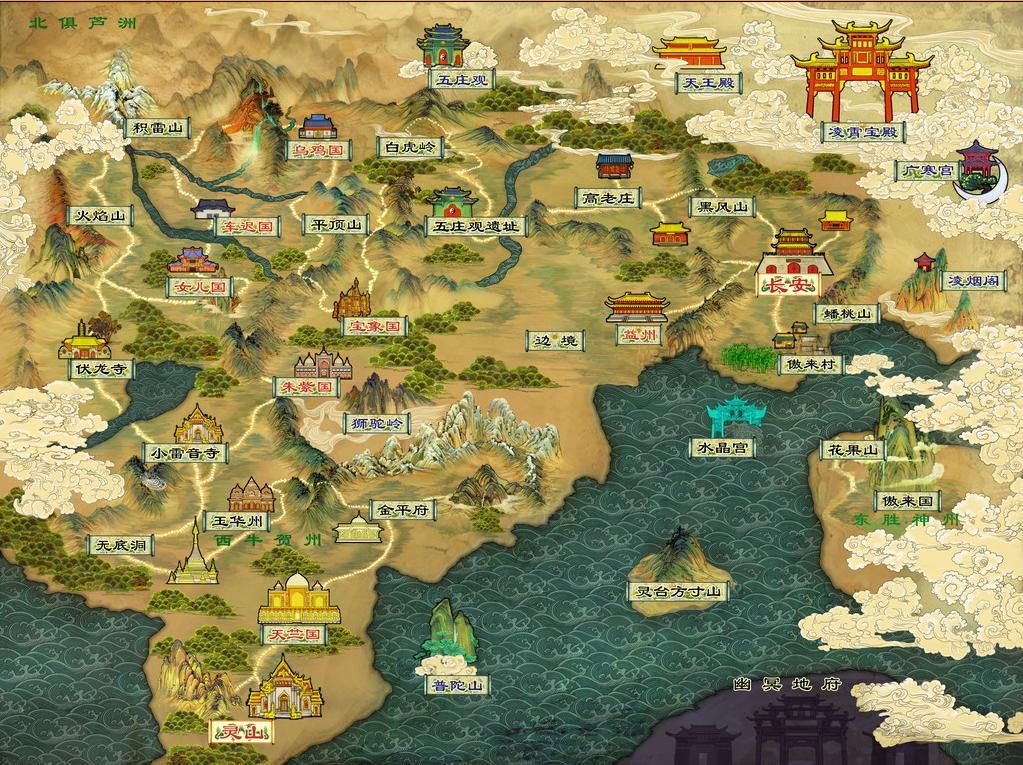 北俱芦洲
五庄观
天王殿
凌霄宝殿
积雷山
乌鸡国
白虎岭
广寒宫
高老庄
黑风山
火焰山
车迟国
平顶山
五庄观遗址
女儿国
长安
凌烟阁
宝象国
边境
益州
蟠桃山
伏龙寺
朱紫国
傲来村
狮驼岭
小雷音寺
水晶宫
花果山
玉华州
金平府
傲来国
东胜神州
无底洞
西牛贺州
灵台方寸山
天竺国
普陀山
幽冥地府
灵山